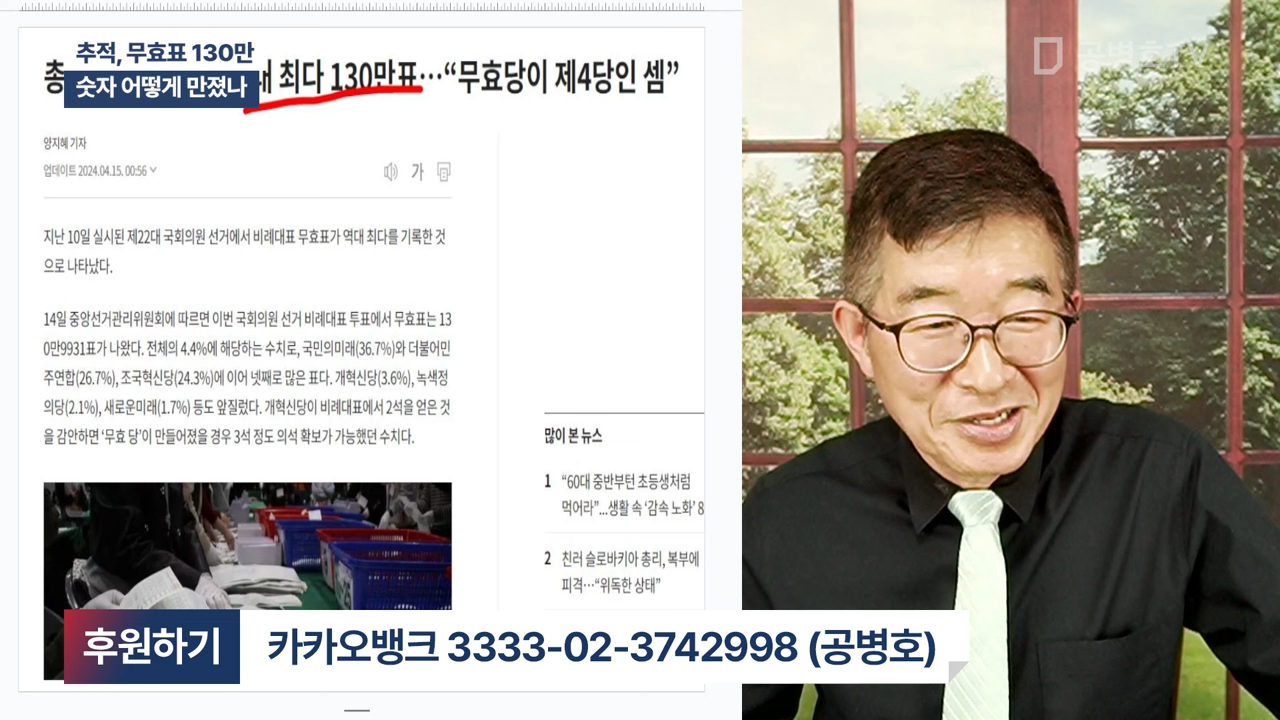 추적, 무효표 130만
숫자 어떻게 만졌나
총 최다 130만표…“무효당이 제4당인 셈”
양지혜 기자
업데이트 2024.04.15. 00:56
가
지난 10일 실시된 제22대 국회의원 선거에서 비례대표 무효표가 역대 최다를 기록한 것
으로 나타났다.
14일 중앙선거관리위원회에 따르면 이번 국회의원 선거 비례대표 투표에서 무효표는 13
0만9931표가 나왔다. 전체의 4.4%에 해당하는 수치로, 국민의미래(36.7%)와 더불어민
주연합(26.7%), 조국혁신당(24.3%)에 이어 넷째로 많은 표다. 개혁신당(3.6%), 녹색정
의당(2.1%), 새로운미래(1.7%) 등도 앞질렀다. 개혁신당이 비례대표에서 2석을 얻은 것
을 감안하면 ‘무효 당’이 만들어졌을 경우 3석 정도 의석 확보가 가능했던 수치다.
많이 본 뉴스
1 “60대 중반부턴 초등생처럼
먹어라”...생활 속 ‘감속 노화’ 8
2 친러 슬로바키아 총리, 복부에
피격…“위독한 상태”
공병호TV
후원하기
카카오뱅크 3333-02-3742998 (공병호)